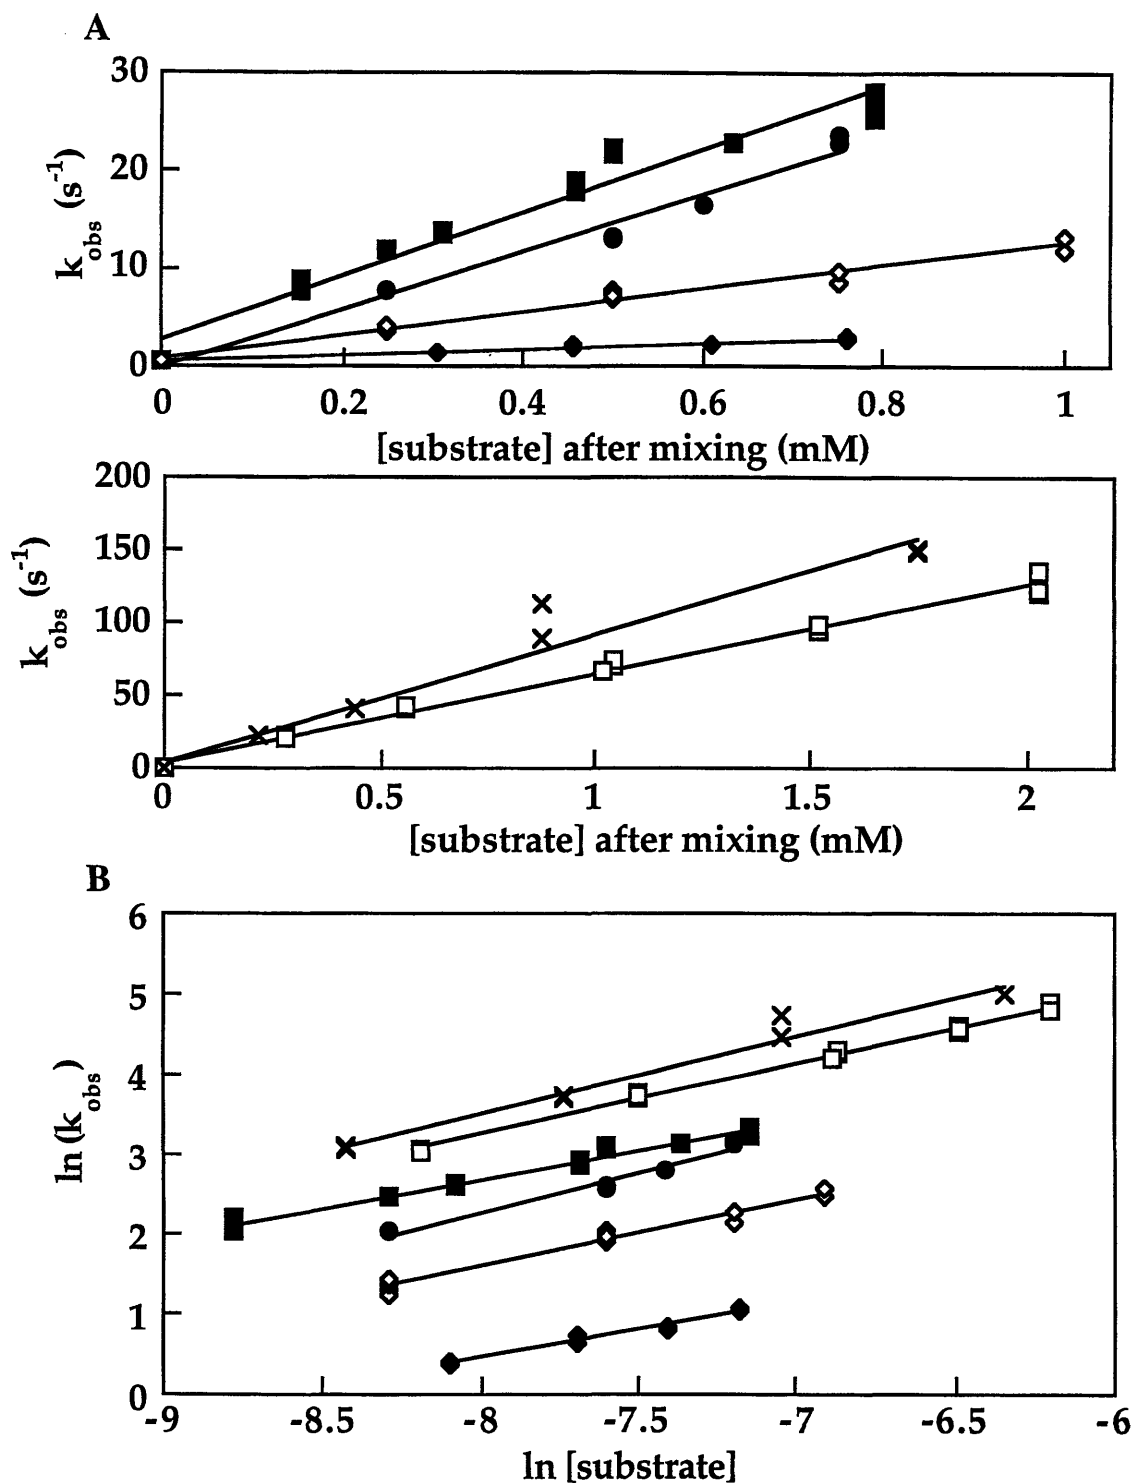 A
30
20
10
0
k_obs (s⁻¹)
0 0.2 0.4 0.6 0.8 1
[substrate] after mixing (mM)
200
150
100
50
0
k_obs (s⁻¹)
0 0.5 1 1.5 2
[substrate] after mixing (mM)
B
6
5
4
3
2
1
0
ln (k_obs)
-9 -8.5 -8 -7.5 -7 -6.5 -6
ln [substrate]